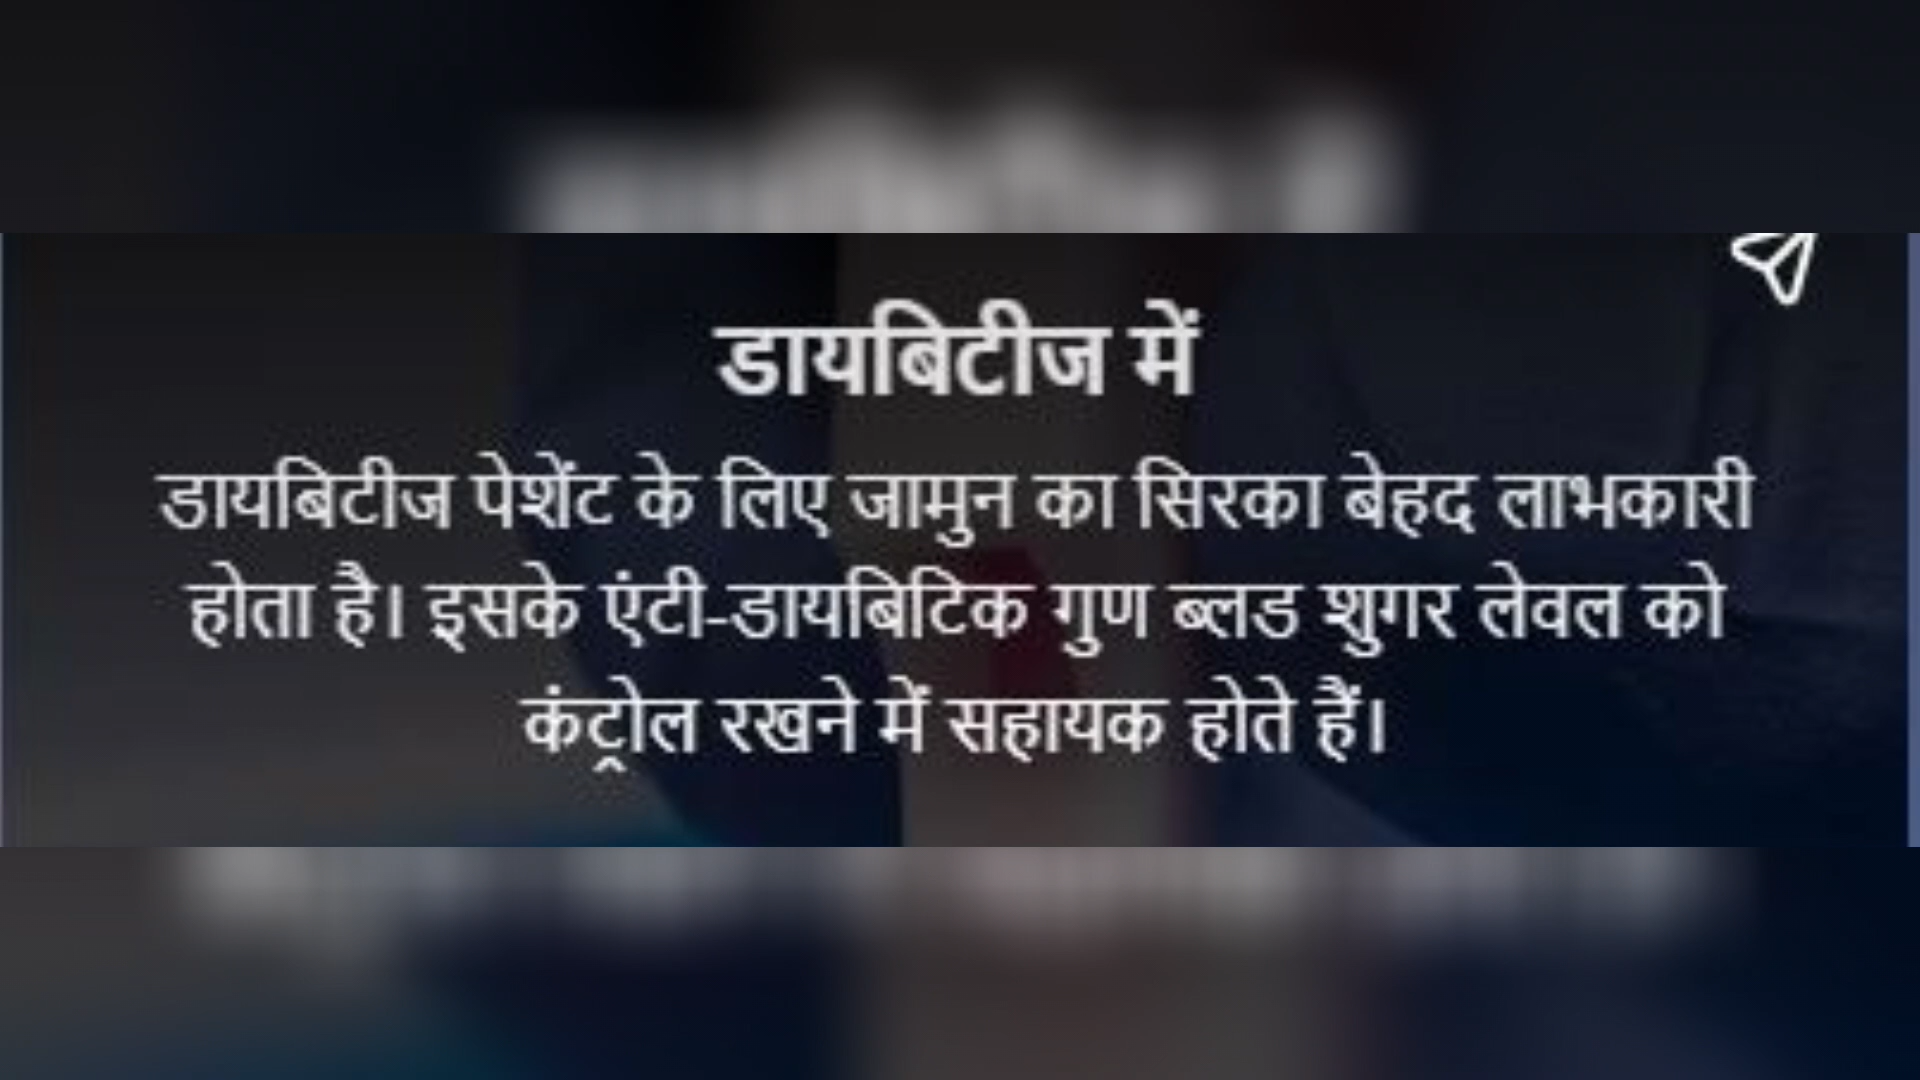 डायबिटीज में
डायबिटीज पेशेंट के लिए जामुन का सिरका बेहद लाभकारी
होता है। इसके एंटी-डायबिटिक गुण ब्लड शुगर लेवल को
कंट्रोल रखने में सहायक होते हैं।